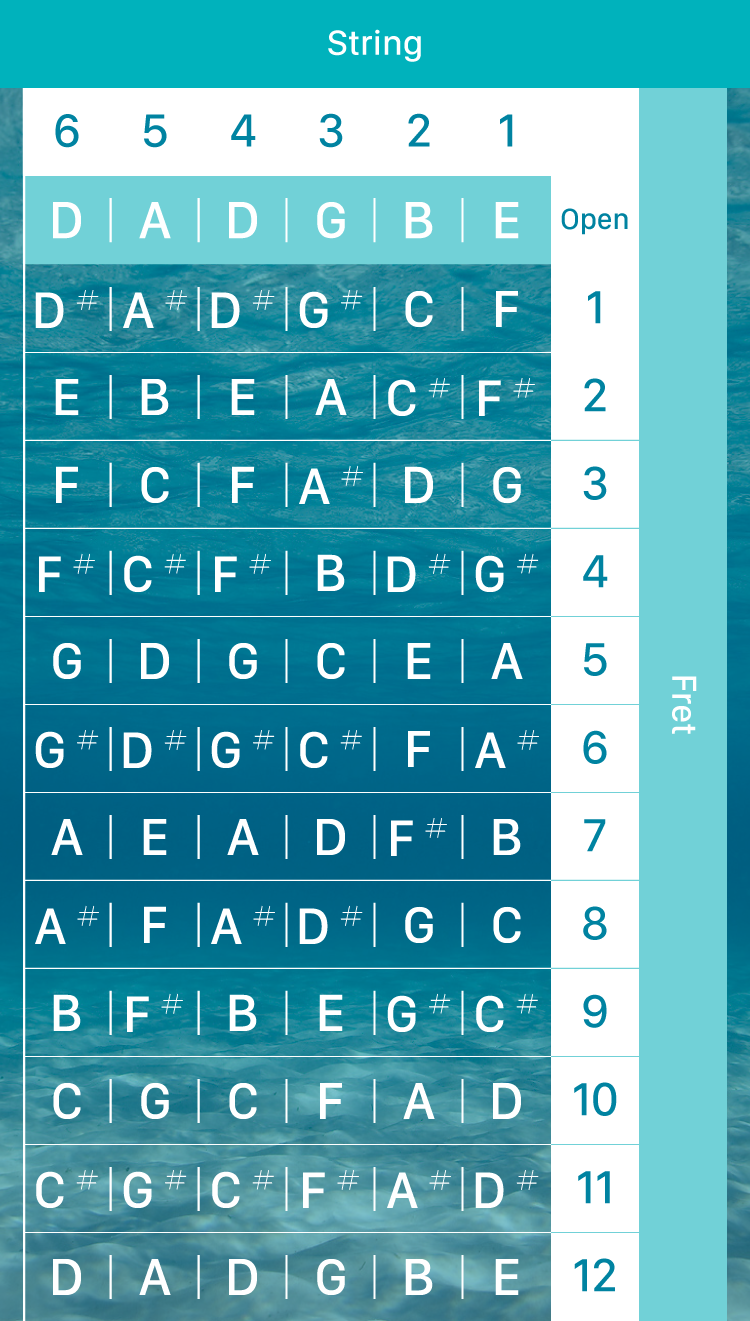 String
6 5 4 3 2 1
D | A | D | G | B | E Open
D# | A# | D# | G# | C | F 1
E | B | E | A | C# | F# 2
F | C | F | A# | D | G 3
F# | C# | F# | B | D# | G# 4
G | D | G | C | E | A 5
G# | D# | G# | C# | F | A# 6
Fret
A | E | A | D | F# | B 7
A# | F | A# | D# | G | C 8
B | F# | B | E | G# | C# 9
C | G | C | F | A | D 10
C# | G# | C# | F# | A# | D# 11
D | A | D | G | B | E 12